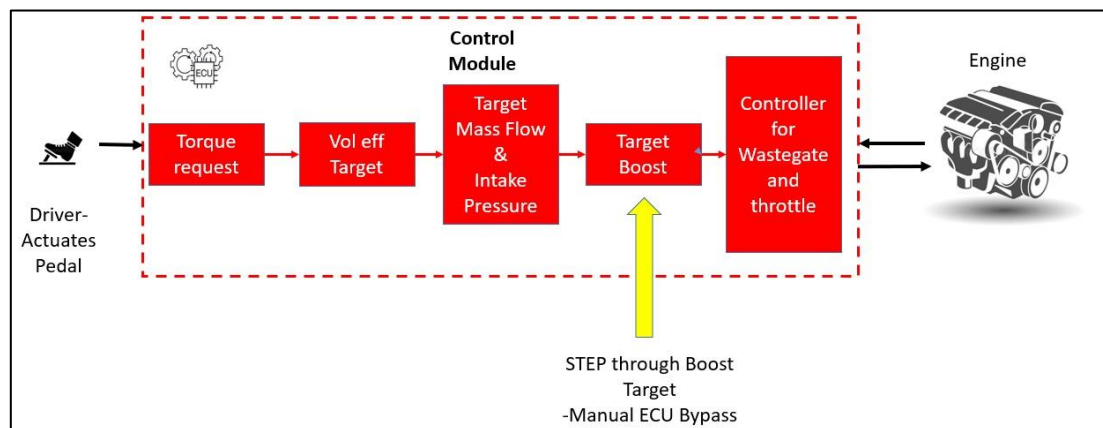 Control
Module
ECU
Engine
Driver-
Actuates
Pedal
Torque
request
Vol eff
Target
Target
Mass Flow
&
Intake
Pressure
Target
Boost
Controller
for
Wastegate
and
throttle
STEP through Boost
Target
-Manual ECU Bypass